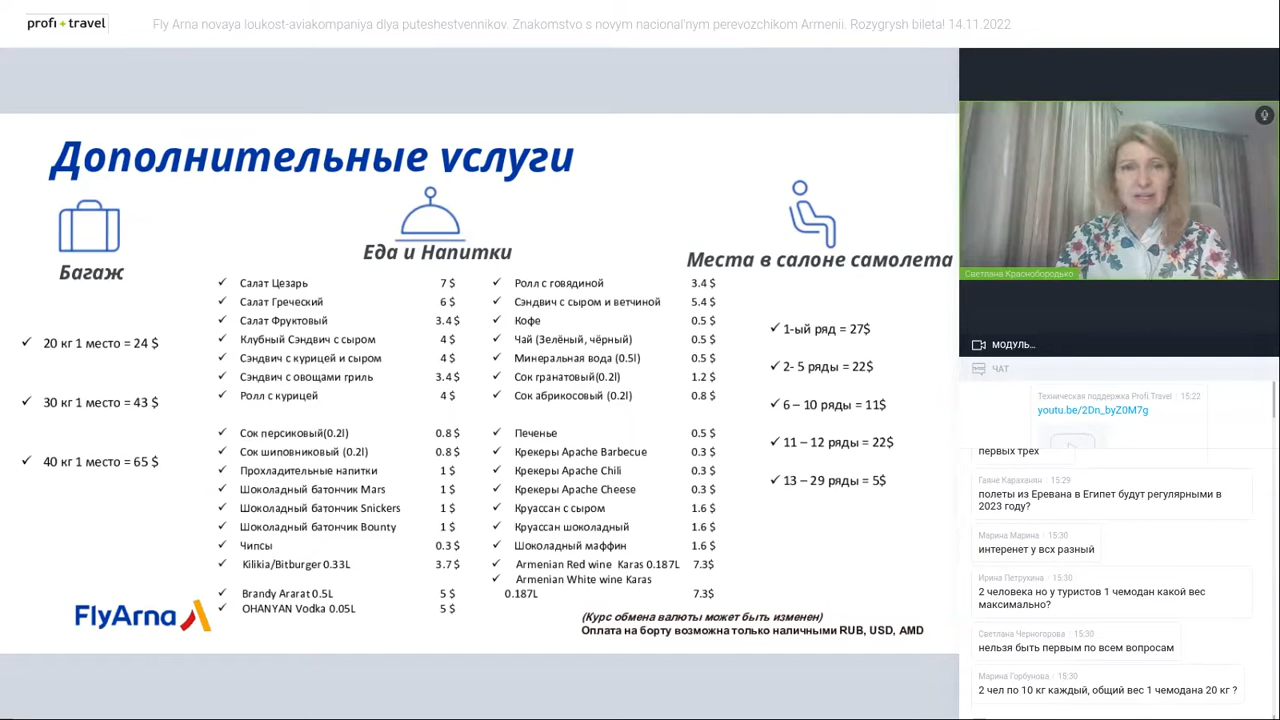 profi travel
Fly Arna novaya loukost-aviakompaniya dlya puteshestvennikov. Znakomstvo s novym nacional'nym perevozchikom Armenii. Rozygrysh bileta! 14.11.2022
Дополнительные услуги
Багаж
20 кг 1 место = 24 $
30 кг 1 место = 43 $
40 кг 1 место = 65 $
Еда и Напитки
Салат Цезарь 7 $
Салат Греческий 6 $
Салат Фруктовый 3.4 $
Клубный Сэндвич с сыром 4 $
Сэндвич с курицей и сыром 4 $
Сэндвич с овощами гриль 3.4 $
Ролл с курицей 4 $
Сок персиковый(0.2l) 0.8 $
Сок шиповниковый (0.2l) 0.8 $
Прохладительные напитки 1 $
Шоколадный батончик Mars 1 $
Шоколадный батончик Snickers 1 $
Шоколадный батончик Bounty 1 $
Чипсы 0.3 $
Kilikia/Bitburger 0.33L 3.7 $
Brandy Ararat 0.5L 5 $
OHANYAN Vodka 0.05L 5 $
Ролл с говядиной 3.4 $
Сэндвич с сыром и ветчиной 5.4 $
Кофе 0.5 $
Чай (Зелёный, чёрный) 0.5 $
Минеральная вода (0.5l) 0.5 $
Сок гранатовый(0.2l) 1.2 $
Сок абрикосовый (0.2l) 0.8 $
Печенье 0.5 $
Крекеры Apache Barbecue 0.3 $
Крекеры Apache Chili 0.3 $
Крекеры Apache Cheese 0.3 $
Круассан с сыром 1.6 $
Круассан шоколадный 1.6 $
Шоколадный маффин 1.6 $
Armenian Red wine Karas 0.187L 7.3$
Armenian White wine Karas
0.187L 7.3$
Места в салоне самолета
1-ый ряд = 27$
2- 5 ряды = 22$
6 – 10 ряды = 11$
11 – 12 ряды = 22$
13 – 29 ряды = 5$
FlyArna
(Курс обмена валюты может быть изменен)
Оплата на борту возможна только наличными RUB, USD, AMD
Светлана Краснобородько
МОДУЛЬ...
ЧАТ
Техническая поддержка Profi.Travel 15:22
youtu.be/2Dn_byZ0M7g
первых трех
Гаяне Караханян 15:29
полеты из Еревана в Египет будут регулярными в
2023 году?
Марина Марина 15:30
интеренет у всх разный
Ирина Петрухина 15:30
2 человека но у туристов 1 чемодан какой вес
максимально?
Светлана Черногорова 15:30
нельзя быть первым по всем вопросам
Марина Горбунова 15:30
2 чел по 10 кг каждый, общий вес 1 чемодана 20 кг ?